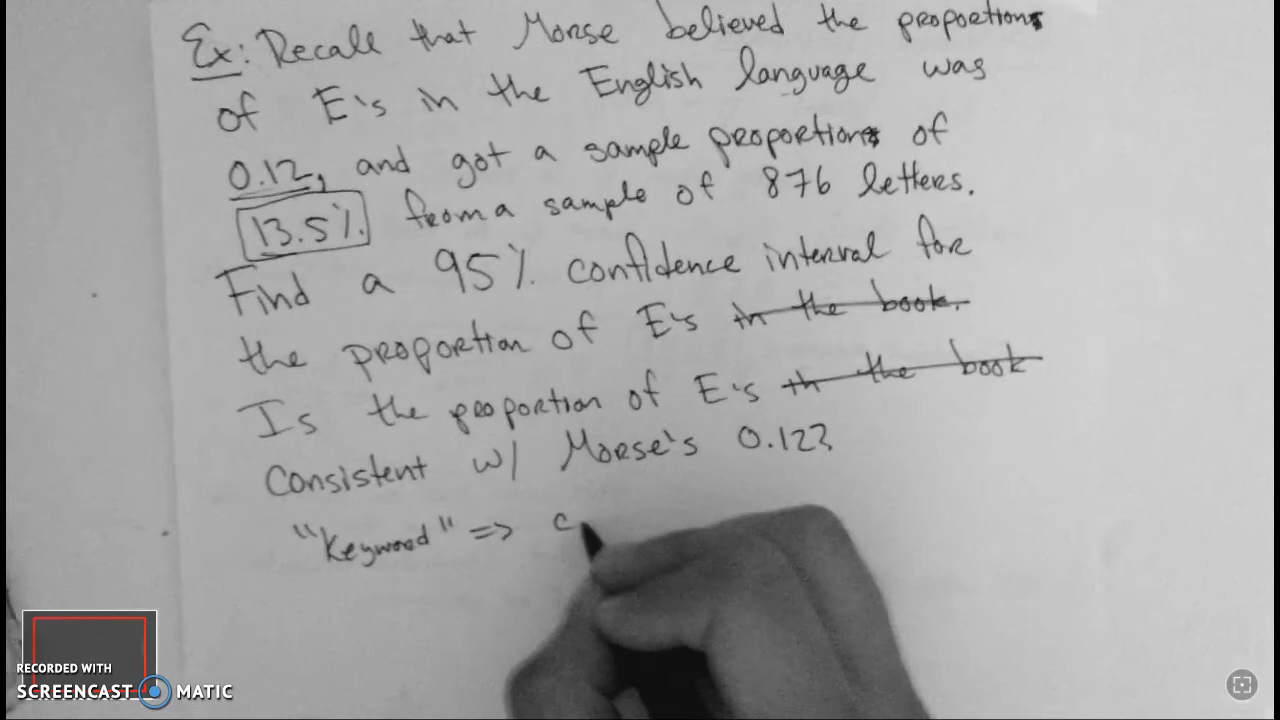 Ex: Recall that Morse believed the proportion
of E's in the English language was
0.12, and got a sample proportion of
13.5% from a sample of 876 letters.
Find a 95% confidence interval for
the proportion of E's in the book.
Is the proportion of E's in the book
Consistent w/ Morse's 0.12?
"Keyword" => c
RECORDED WITH
SCREENCAST MATIC